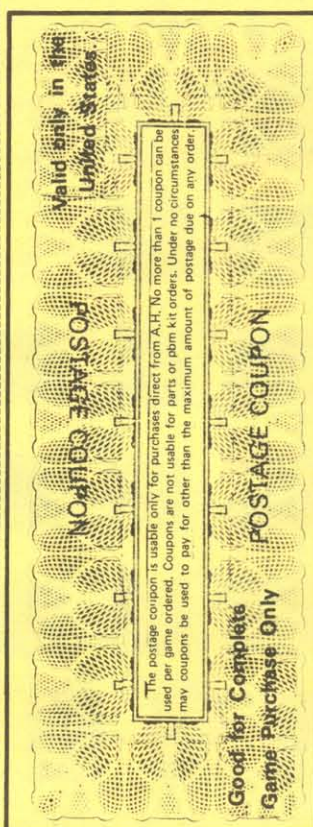 Valid only in the
United States.
POSTAGE COUPON
The postage coupon is usable only for purchases direct from A.H. No more than 1 coupon can be
used per game ordered. Coupons are not usable for parts or pbm kit orders. Under no circumstances
may coupons be used to pay for other than the maximum amount of postage due on any order.
POSTAGE COUPON
Good for Complete
Game Purchase Only